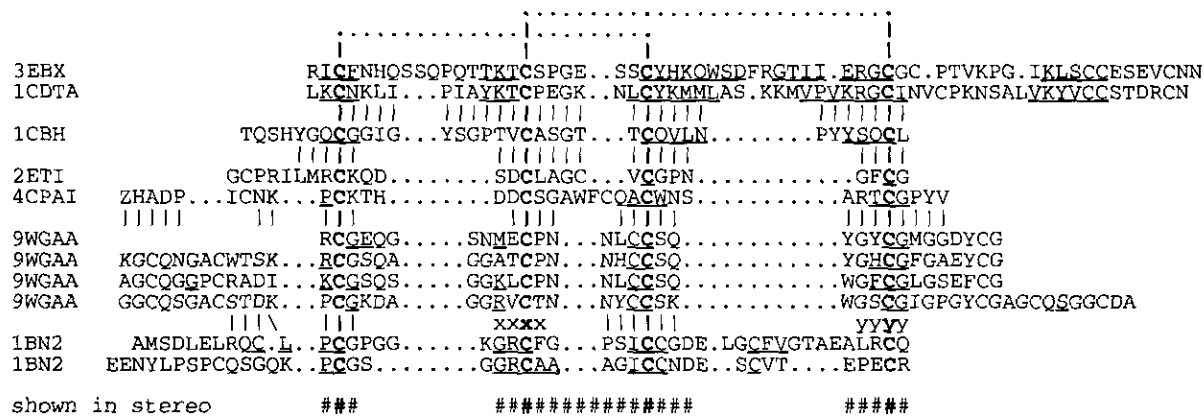 3EBX RICFNHQSSQPQTTKTCSPGE..SSCYHKQWSDFRGTII.ERGCGC.PTVKPG.IKLSCCESEVCNN
1CDTA LKCNKLI...PIAYKTCPEGK..NLCYKMMLAS.KKMVPVKRGCINVCPKNSALVKYVCCSTDRCN
1CBH TQSHYGQCGGIG...YSGPTVCASGT...TCQVLN.........PYYSQCL
2ETI GCPRILMRCKQD......SDCLAGC...VCGPN............GFCG
4CPAI ZHADP...ICNK..PCKTH......DDCSGAWFCQACWNS..........ARTCGPYV
9WGAA RCGEQG.....SNMECPN...NLCCSQ...........YGYCGMGGDYCG
9WGAA KGCQNGACWTSK..RCGSQA....GGATCPN...NHCCSQ...........YGHCGFGAEYCG
9WGAA AGCQGGPCRADI..KCGSQS....GGKLCPN...NLCCSQ...........WGFCGLGSEFCG
9WGAA GGCQSGACSTDK..PCGKDA....GGRVCTN...NYCCSK...........WGSCGIGPGYCGAGCQSGGCDA
xxxxx yyyy
1BN2 AMSDLELRQC.L..PCGPGG....KGRCFG...PSICCGDE.LGCFVGTAEALRCQ
1BN2 EENYLPSPCQSGQK..PCGS......GGRCAA...AGICCNDE...SCVT...EPECR
shown in stereo #### ################ #####